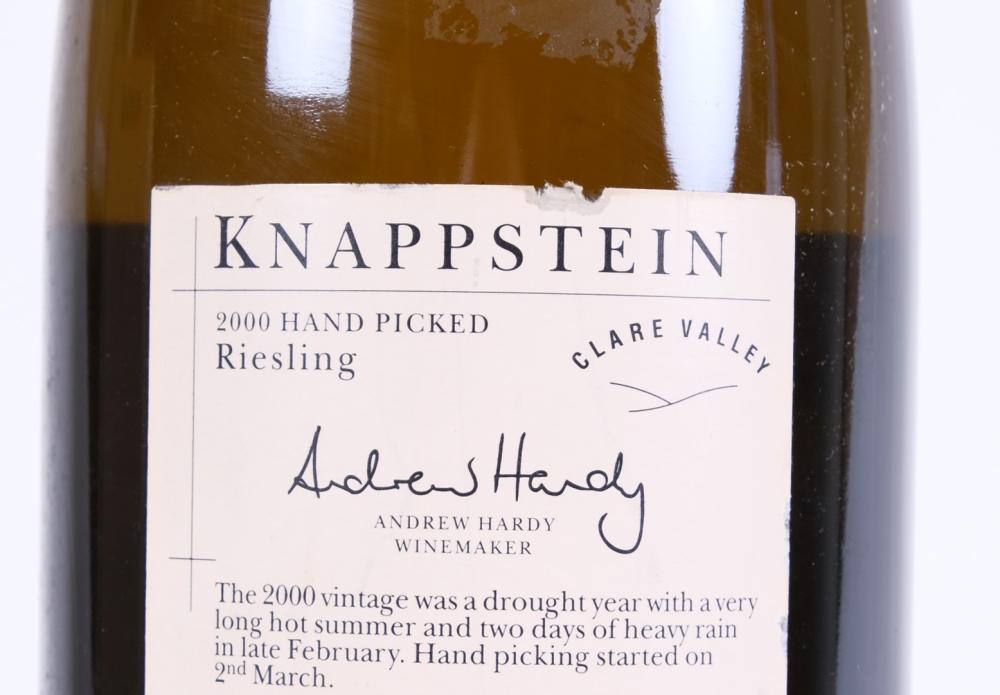 KNAPPSTEIN
2000 HAND PICKED
Riesling
CLARE VALLEY
Andrew Hardy
ANDREW HARDY
WINEMAKER
The 2000 vintage was a drought year with a very
long hot summer and two days of heavy rain
in late February. Hand picking started on
2nd March.